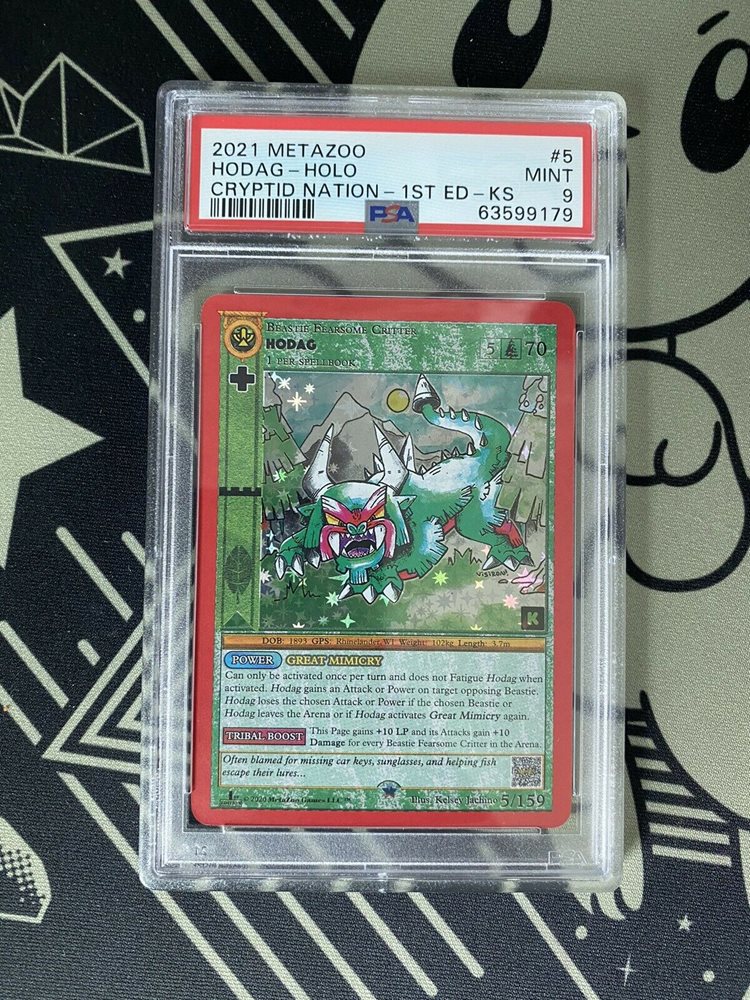 2021 METAZOO #5
HODAG – HOLO MINT
CRYPTID NATION – 1ST ED – KS 9
PSA 63599179
BEASTIE FEARSOME CRITTER
HODAG 5 70
1 PER SPELLBOOK
VISIRONI
K
DOB: 1893 GPS: Rhinelander, WI Weight: 102kg Length: 3.7m
POWER GREAT MIMICRY
Can only be activated once per turn and does not Fatigue Hodag when
activated. Hodag gains an Attack or Power on target opposing Beastie.
Hodag loses the chosen Attack or Power if the chosen Beastie or
Hodag leaves the Arena or if Hodag activates Great Mimicry again.
TRIBAL BOOST This Page gains +10 LP and its Attacks gain +10
Damage for every Beastie Fearsome Critter in the Arena.
Often blamed for missing car keys, sunglasses, and helping fish
escape their lures...
© 2020 MetaZoo Games LLC™ Illus. Kelsey Jachino 5/159